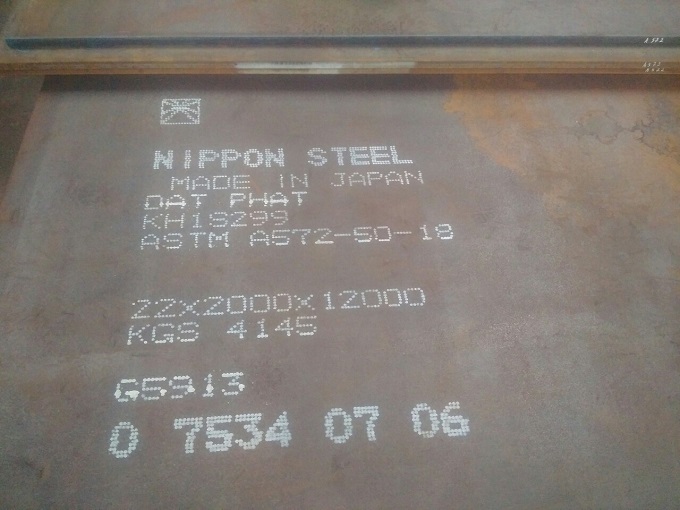 NIPPON STEEL
MADE IN JAPAN
DAT PHAT
KH1S299
ASTM A572-50-18
22x2000x12000
KGS 4145
G5913
0 7534 07 06